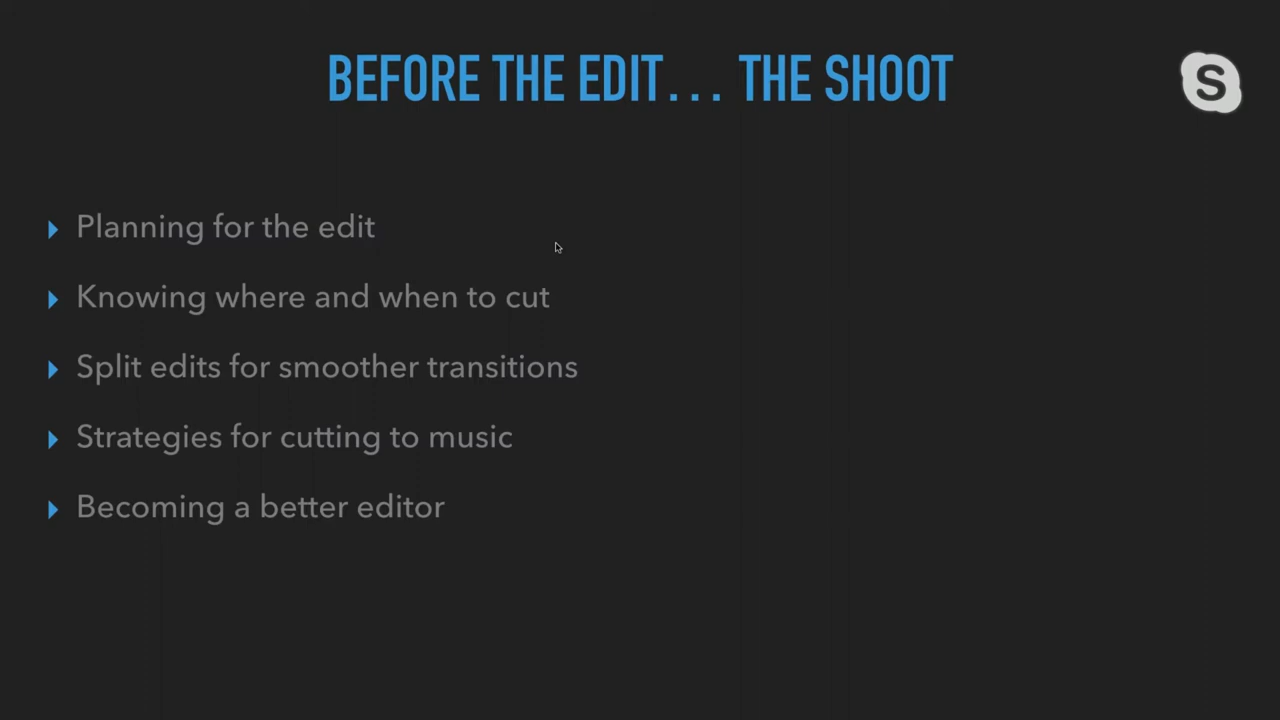 BEFORE THE EDIT... THE SHOOT
S
Planning for the edit
Knowing where and when to cut
Split edits for smoother transitions
Strategies for cutting to music
Becoming a better editor